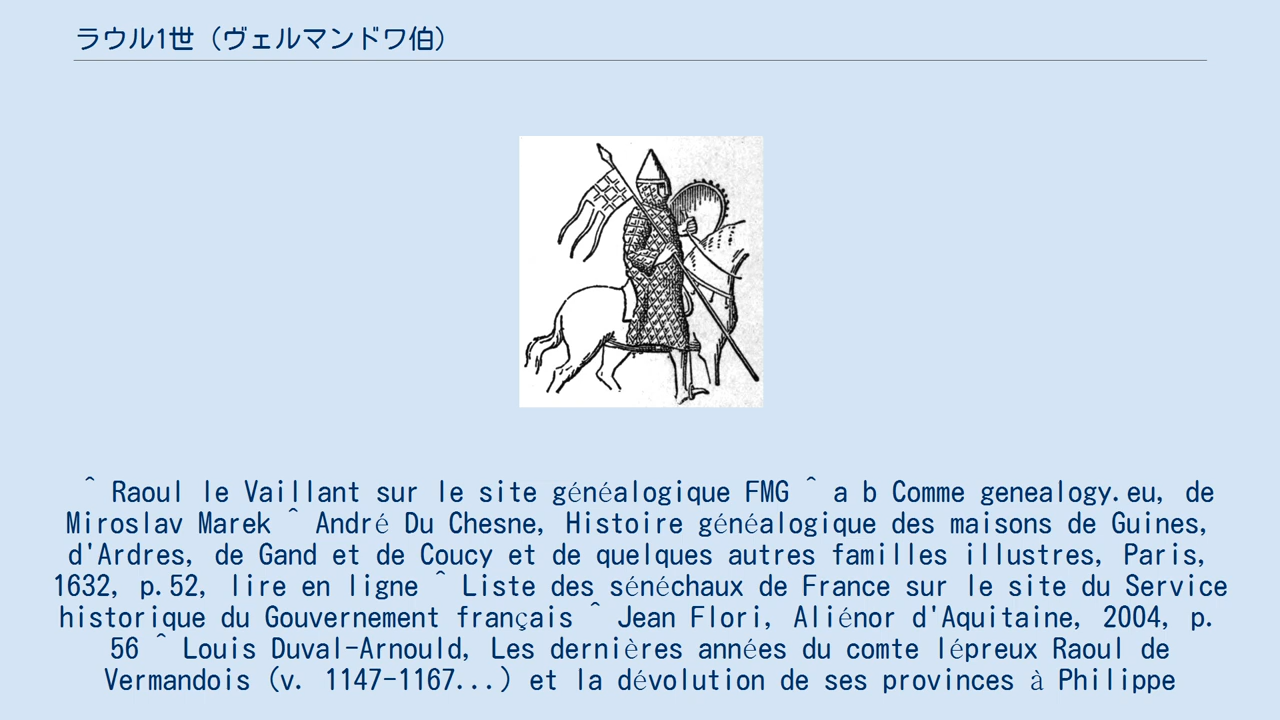 ラウル1世（ヴェルマンドワ伯）
^ Raoul le Vaillant sur le site généalogique FMG ^ a b Comme genealogy.eu, de
Miroslav Marek ^ André Du Chesne, Histoire généalogique des maisons de Guines,
d'Ardres, de Gand et de Coucy et de quelques autres familles illustres, Paris,
1632, p.52, lire en ligne ^ Liste des sénéchaux de France sur le site du Service
historique du Gouvernement français ^ Jean Flori, Aliénor d'Aquitaine, 2004, p.
56 ^ Louis Duval-Arnould, Les dernières années du comte lépreux Raoul de
Vermandois (v. 1147-1167...) et la dévolution de ses provinces à Philippe